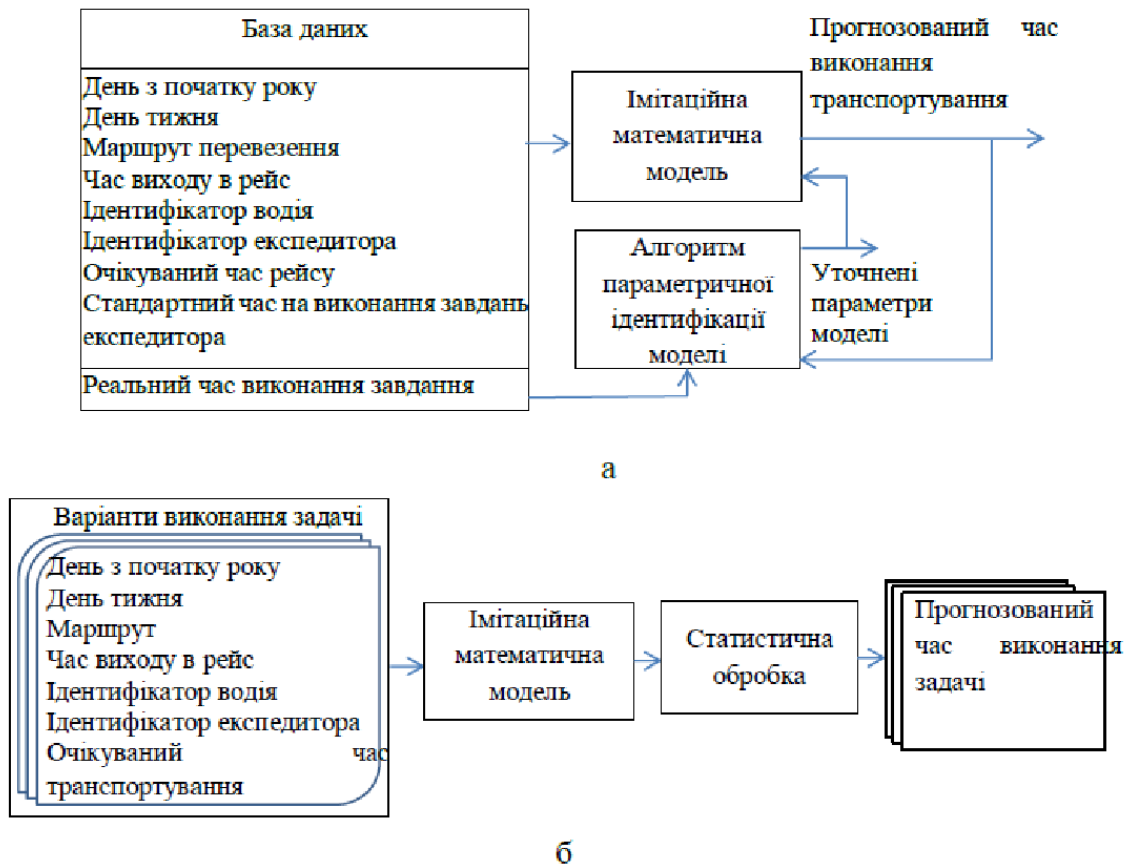 База даних
День з початку року
День тижня
Маршрут перевезення
Час виходу в рейс
Ідентифікатор водія
Ідентифікатор експедитора
Очікуваний час рейсу
Стандартний час на виконання завдань
експедитора
Реальний час виконання завдання
Імітаційна
математична
модель
Прогнозований час
виконання
транспортування
Алгоритм
параметричної
ідентифікації
моделі
Уточнені
параметри
моделі
а
Варіанти виконання задачі
День з початку року
День тижня
Маршрут
Час виходу в рейс
Ідентифікатор водія
Ідентифікатор експедитора
Очікуваний час
транспортування
Імітаційна
математична
модель
Статистична
обробка
Прогнозований
час виконання
задачі
б